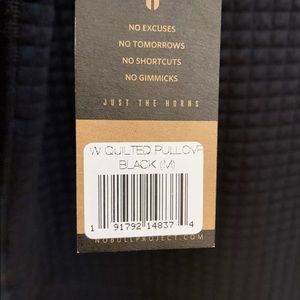 NO EXCUSES
NO TOMORROWS
NO SHORTCUTS
NO GIMMICKS
JUST THE HORNS
W QUILTED PULLOVR
BLACK (M)
1 91792 14837 4
NOBULLPROJECT.COM